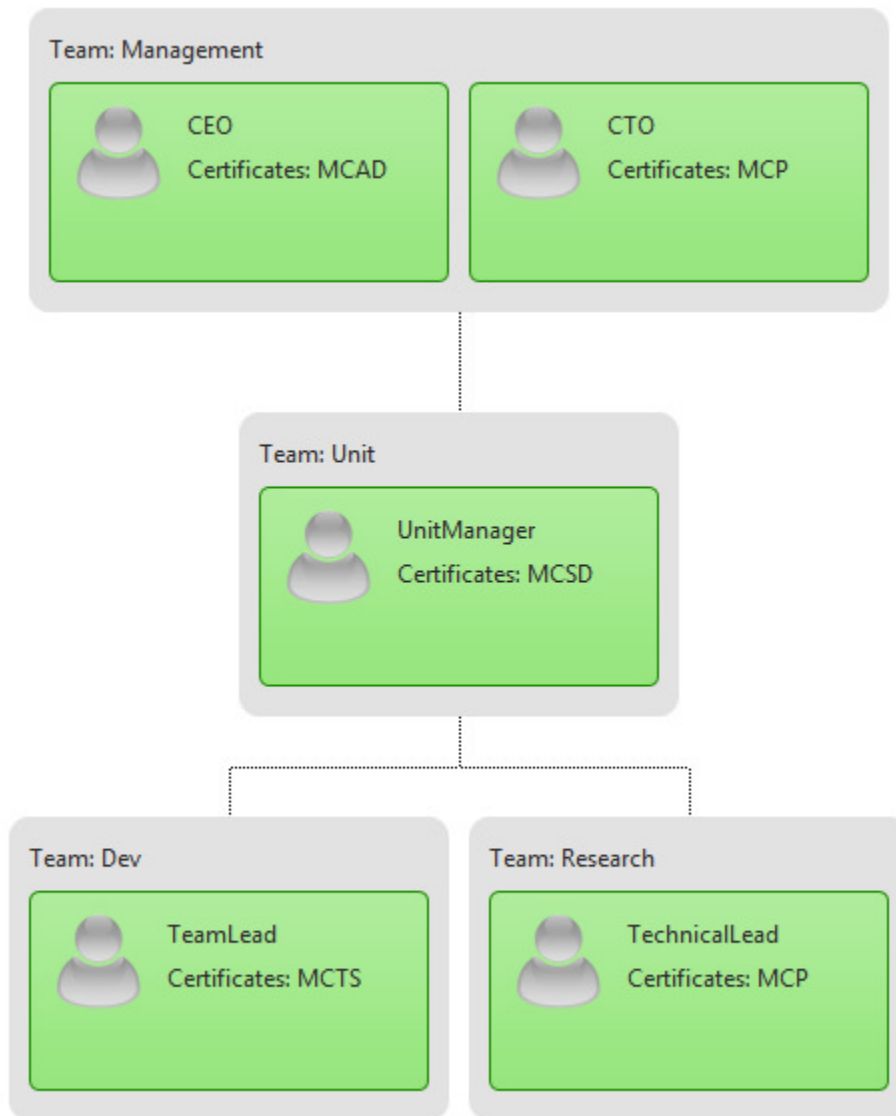 Team: Management
CEO
Certificates: MCAD
CTO
Certificates: MCP
Team: Unit
UnitManager
Certificates: MCSD
Team: Dev
TeamLead
Certificates: MCTS
Team: Research
TechnicalLead
Certificates: MCP